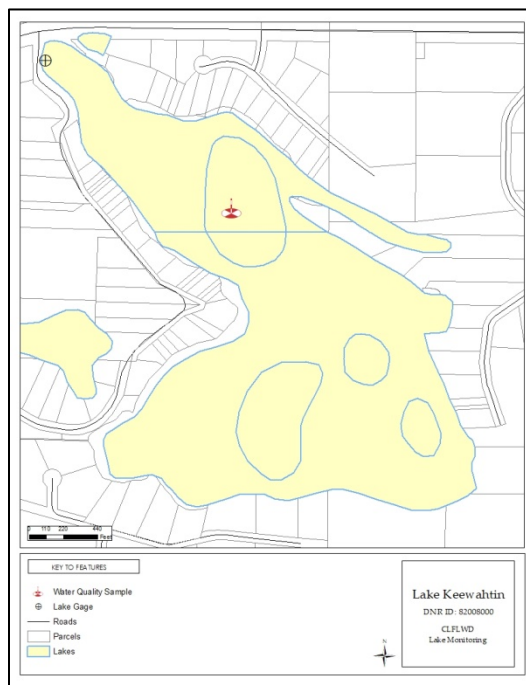 0 110 220 440
Feet
KEY TO FEATURES
Water Quality Sample
Lake Gage
Roads
Parcels
Lakes
N
Lake Keewahtin
DNR ID: 82008000
CLFLWD
Lake Monitoring